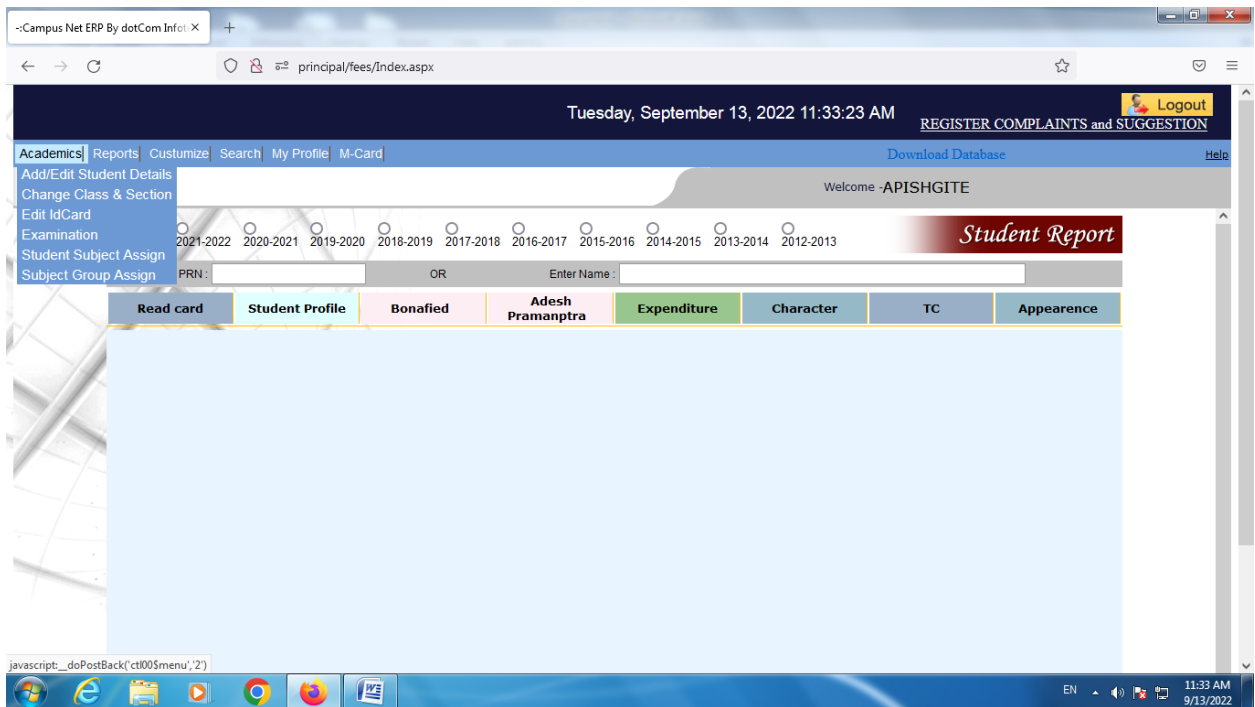 -:Campus Net ERP By dotCom Infot
principal/fees/Index.aspx
Tuesday, September 13, 2022 11:33:23 AM
Logout
REGISTER COMPLAINTS and SUGGESTION
Academics| Reports| Custumize| Search| My Profile| M-Card|
Download Database
Help
Add/Edit Student Details
Change Class & Section
Edit IdCard
Examination
Student Subject Assign
Subject Group Assign
Welcome -APISHGITE
2021-2022 2020-2021 2019-2020 2018-2019 2017-2018 2016-2017 2015-2016 2014-2015 2013-2014 2012-2013
Student Report
PRN : OR Enter Name :
Read card Student Profile Bonafied Adesh Pramanptra Expenditure Character TC Appearence
javascript:__doPostBack('ctl00$menu','2')
EN
11:33 AM
9/13/2022